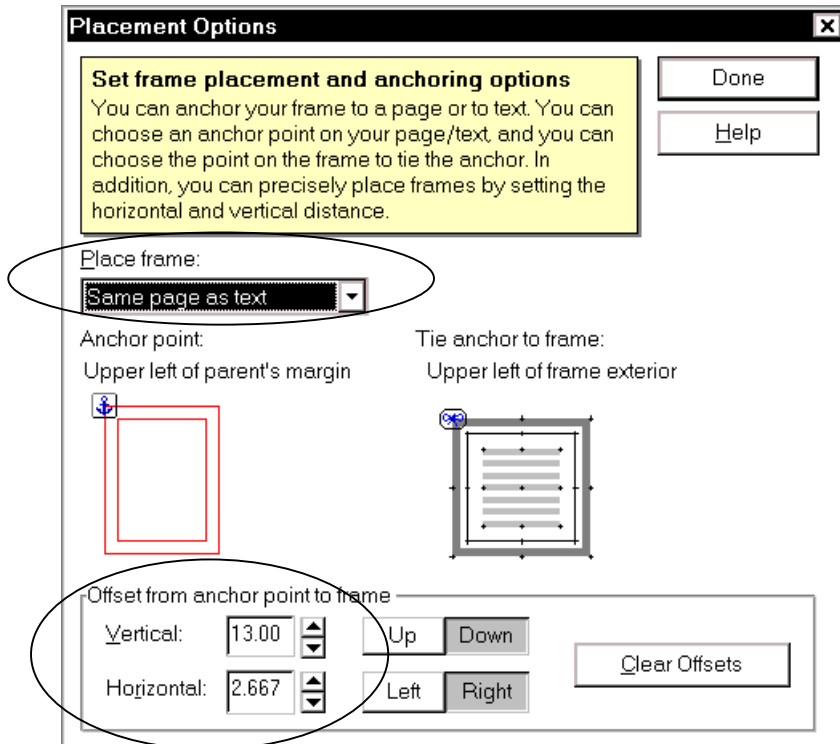 Placement Options
Set frame placement and anchoring options
You can anchor your frame to a page or to text. You can
choose an anchor point on your page/text, and you can
choose the point on the frame to tie the anchor. In
addition, you can precisely place frames by setting the
horizontal and vertical distance.
Done
Help
Place frame:
Same page as text
Anchor point:
Upper left of parent's margin
Tie anchor to frame:
Upper left of frame exterior
Offset from anchor point to frame
Vertical: 13.00 Up Down
Horizontal: 2.667 Left Right
Clear Offsets